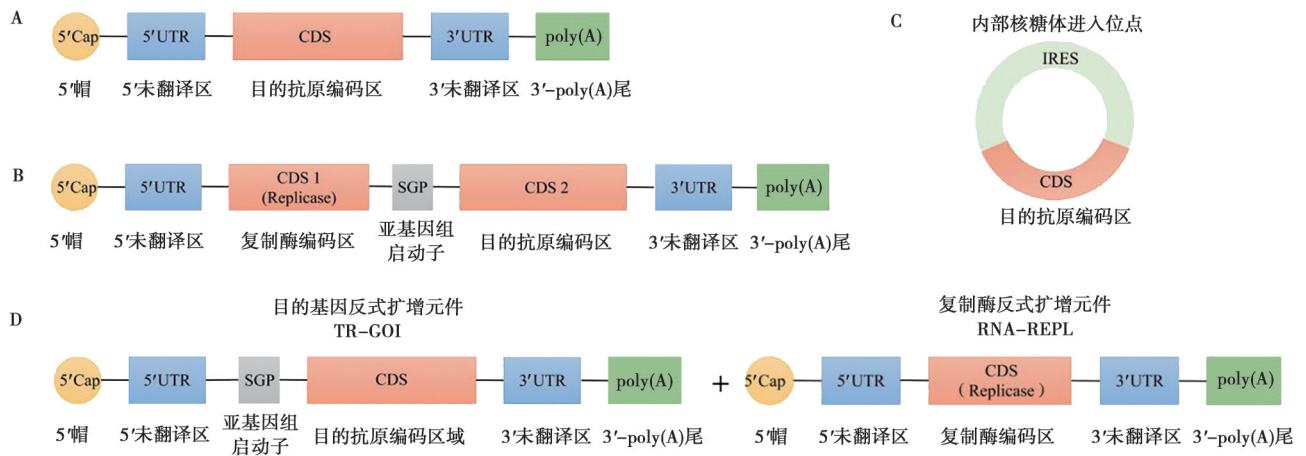 A
5′Cap 5′UTR CDS 3′UTR poly(A)
5′帽 5′未翻译区 目的抗原编码区 3′未翻译区 3′-poly(A)尾
B
5′Cap 5′UTR CDS 1 (Replicase) SGP CDS 2 3′UTR poly(A)
5′帽 5′未翻译区 复制酶编码区 亚基因组启动子 目的抗原编码区 3′未翻译区 3′-poly(A)尾
C
内部核糖体进入位点
IRES
CDS
目的抗原编码区
D
目的基因反式扩增元件
TR-GOI
5′Cap 5′UTR SGP CDS 3′UTR poly(A)
5′帽 5′未翻译区 亚基因组启动子 目的抗原编码区域 3′未翻译区 3′-poly(A)尾
+
复制酶反式扩增元件
RNA-REPL
5′Cap 5′UTR CDS ( Replicase ) 3′UTR poly(A)
5′帽 5′未翻译区 复制酶编码区 3′未翻译区 3′-poly(A)尾